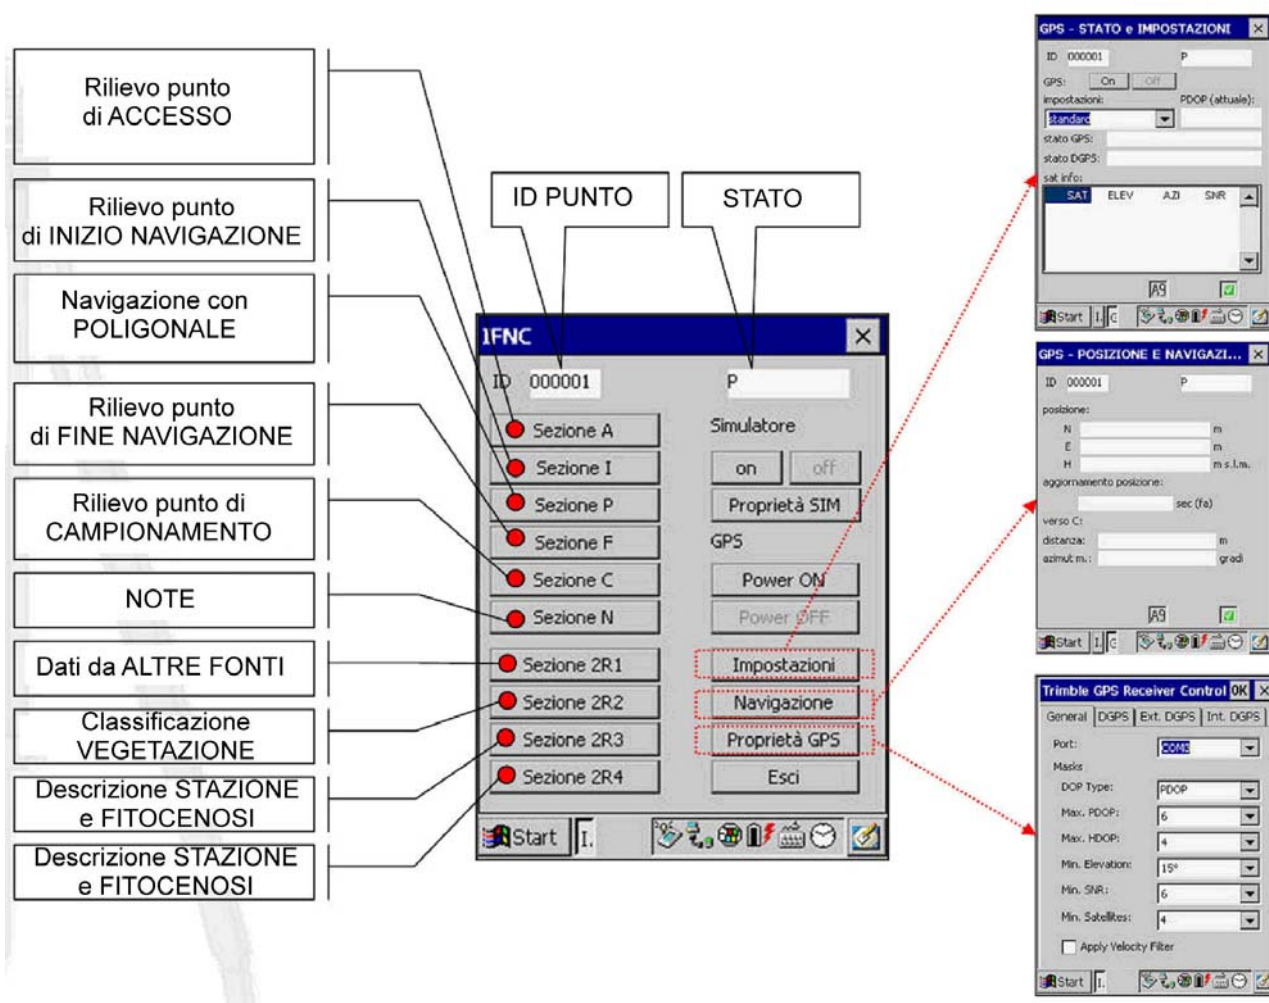 Rilievo punto
di ACCESSO
Rilievo punto
di INIZIO NAVIGAZIONE
Navigazione con
POLIGONALE
Rilievo punto
di FINE NAVIGAZIONE
Rilievo punto di
CAMPIONAMENTO
NOTE
Dati da ALTRE FONTI
Classificazione
VEGETAZIONE
Descrizione STAZIONE
e FITOCENOSI
Descrizione STAZIONE
e FITOCENOSI
ID PUNTO
STATO
IFNC
ID 000001 P
Sezione A
Sezione I
Sezione P
Sezione F
Sezione C
Sezione N
Sezione 2R1
Sezione 2R2
Sezione 2R3
Sezione 2R4
Simulatore
on off
Proprietà SIM
GPS
Power ON
Power OFF
Impostazioni
Navigazione
Proprietà GPS
Esci
Start I.
GPS - STATO e IMPOSTAZIONI
ID 000001 P
GPS: On Off
impostazioni: PDOP (attuale):
standard
stato GPS:
stato DGPS:
sat info:
SAT ELEV AZI SNR
Start I.
GPS - POSIZIONE E NAVIGAZI...
ID 000001 P
posizione:
N m
E m
H m s.l.m.
aggiornamento posizione:
sec (fa)
verso C:
distanza: m
azimut m.: gradi
Start I.
Trimble GPS Receiver Control OK
General DGPS Ext. DGPS Int. DGPS
Port:
Masks
DOP Type: PDOP
Max. PDOP: 6
Max. HDOP: 4
Min. Elevation: 15°
Min. SNR: 6
Min. Satellites: 4
Apply Velocity Filter
Start I.